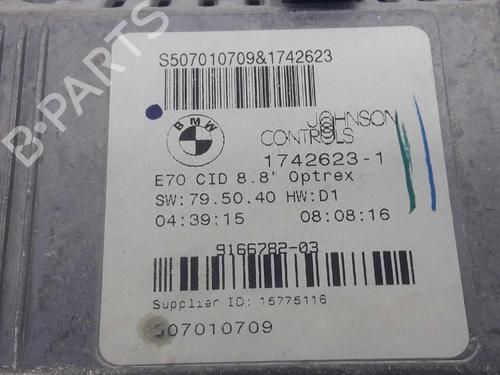 B-PARTS
S507010709&1742623
BMW
JOHNSON
CONTROLS
1742623-1
E70 CID 8.8" Optrex
SW:79.50.40 HW:D1
04:39:15 08:08:16
9166782-03
Supplier ID: 15775116
S07010709